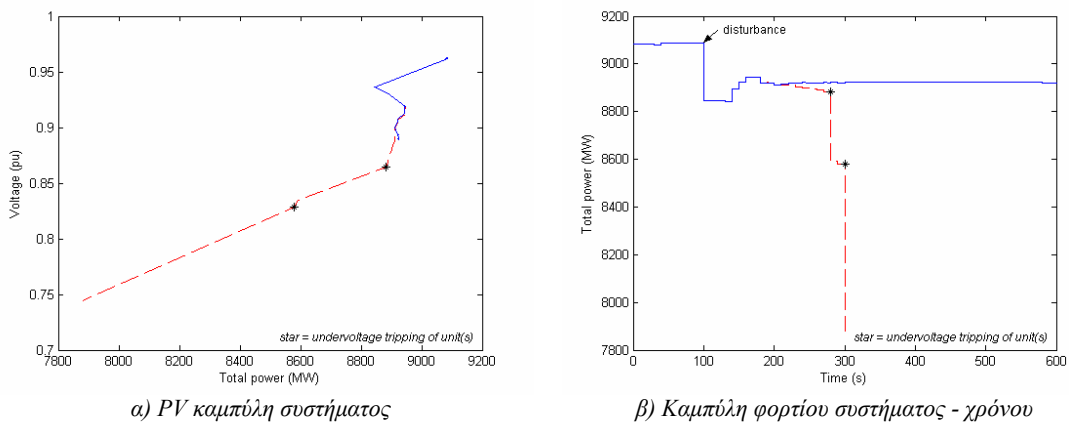 1
0.95
0.9
0.85
0.8
0.75
0.7
Voltage (pu)
star = undervoltage tripping of unit(s)
7800 8000 8200 8400 8600 8800 9000 9200
Total power (MW)
α) PV καμπύλη συστήματος
9200
9000
8800
8600
8400
8200
8000
7800
Total power (MW)
disturbance
star = undervoltage tripping of unit(s)
0 100 200 300 400 500 600
Time (s)
β) Καμπύλη φορτίου συστήματος - χρόνου